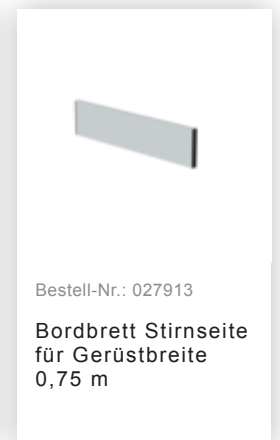 Bestell-Nr.: 027913
Bordbrett Stirnseite
für Gerüstbreite
0,75 m